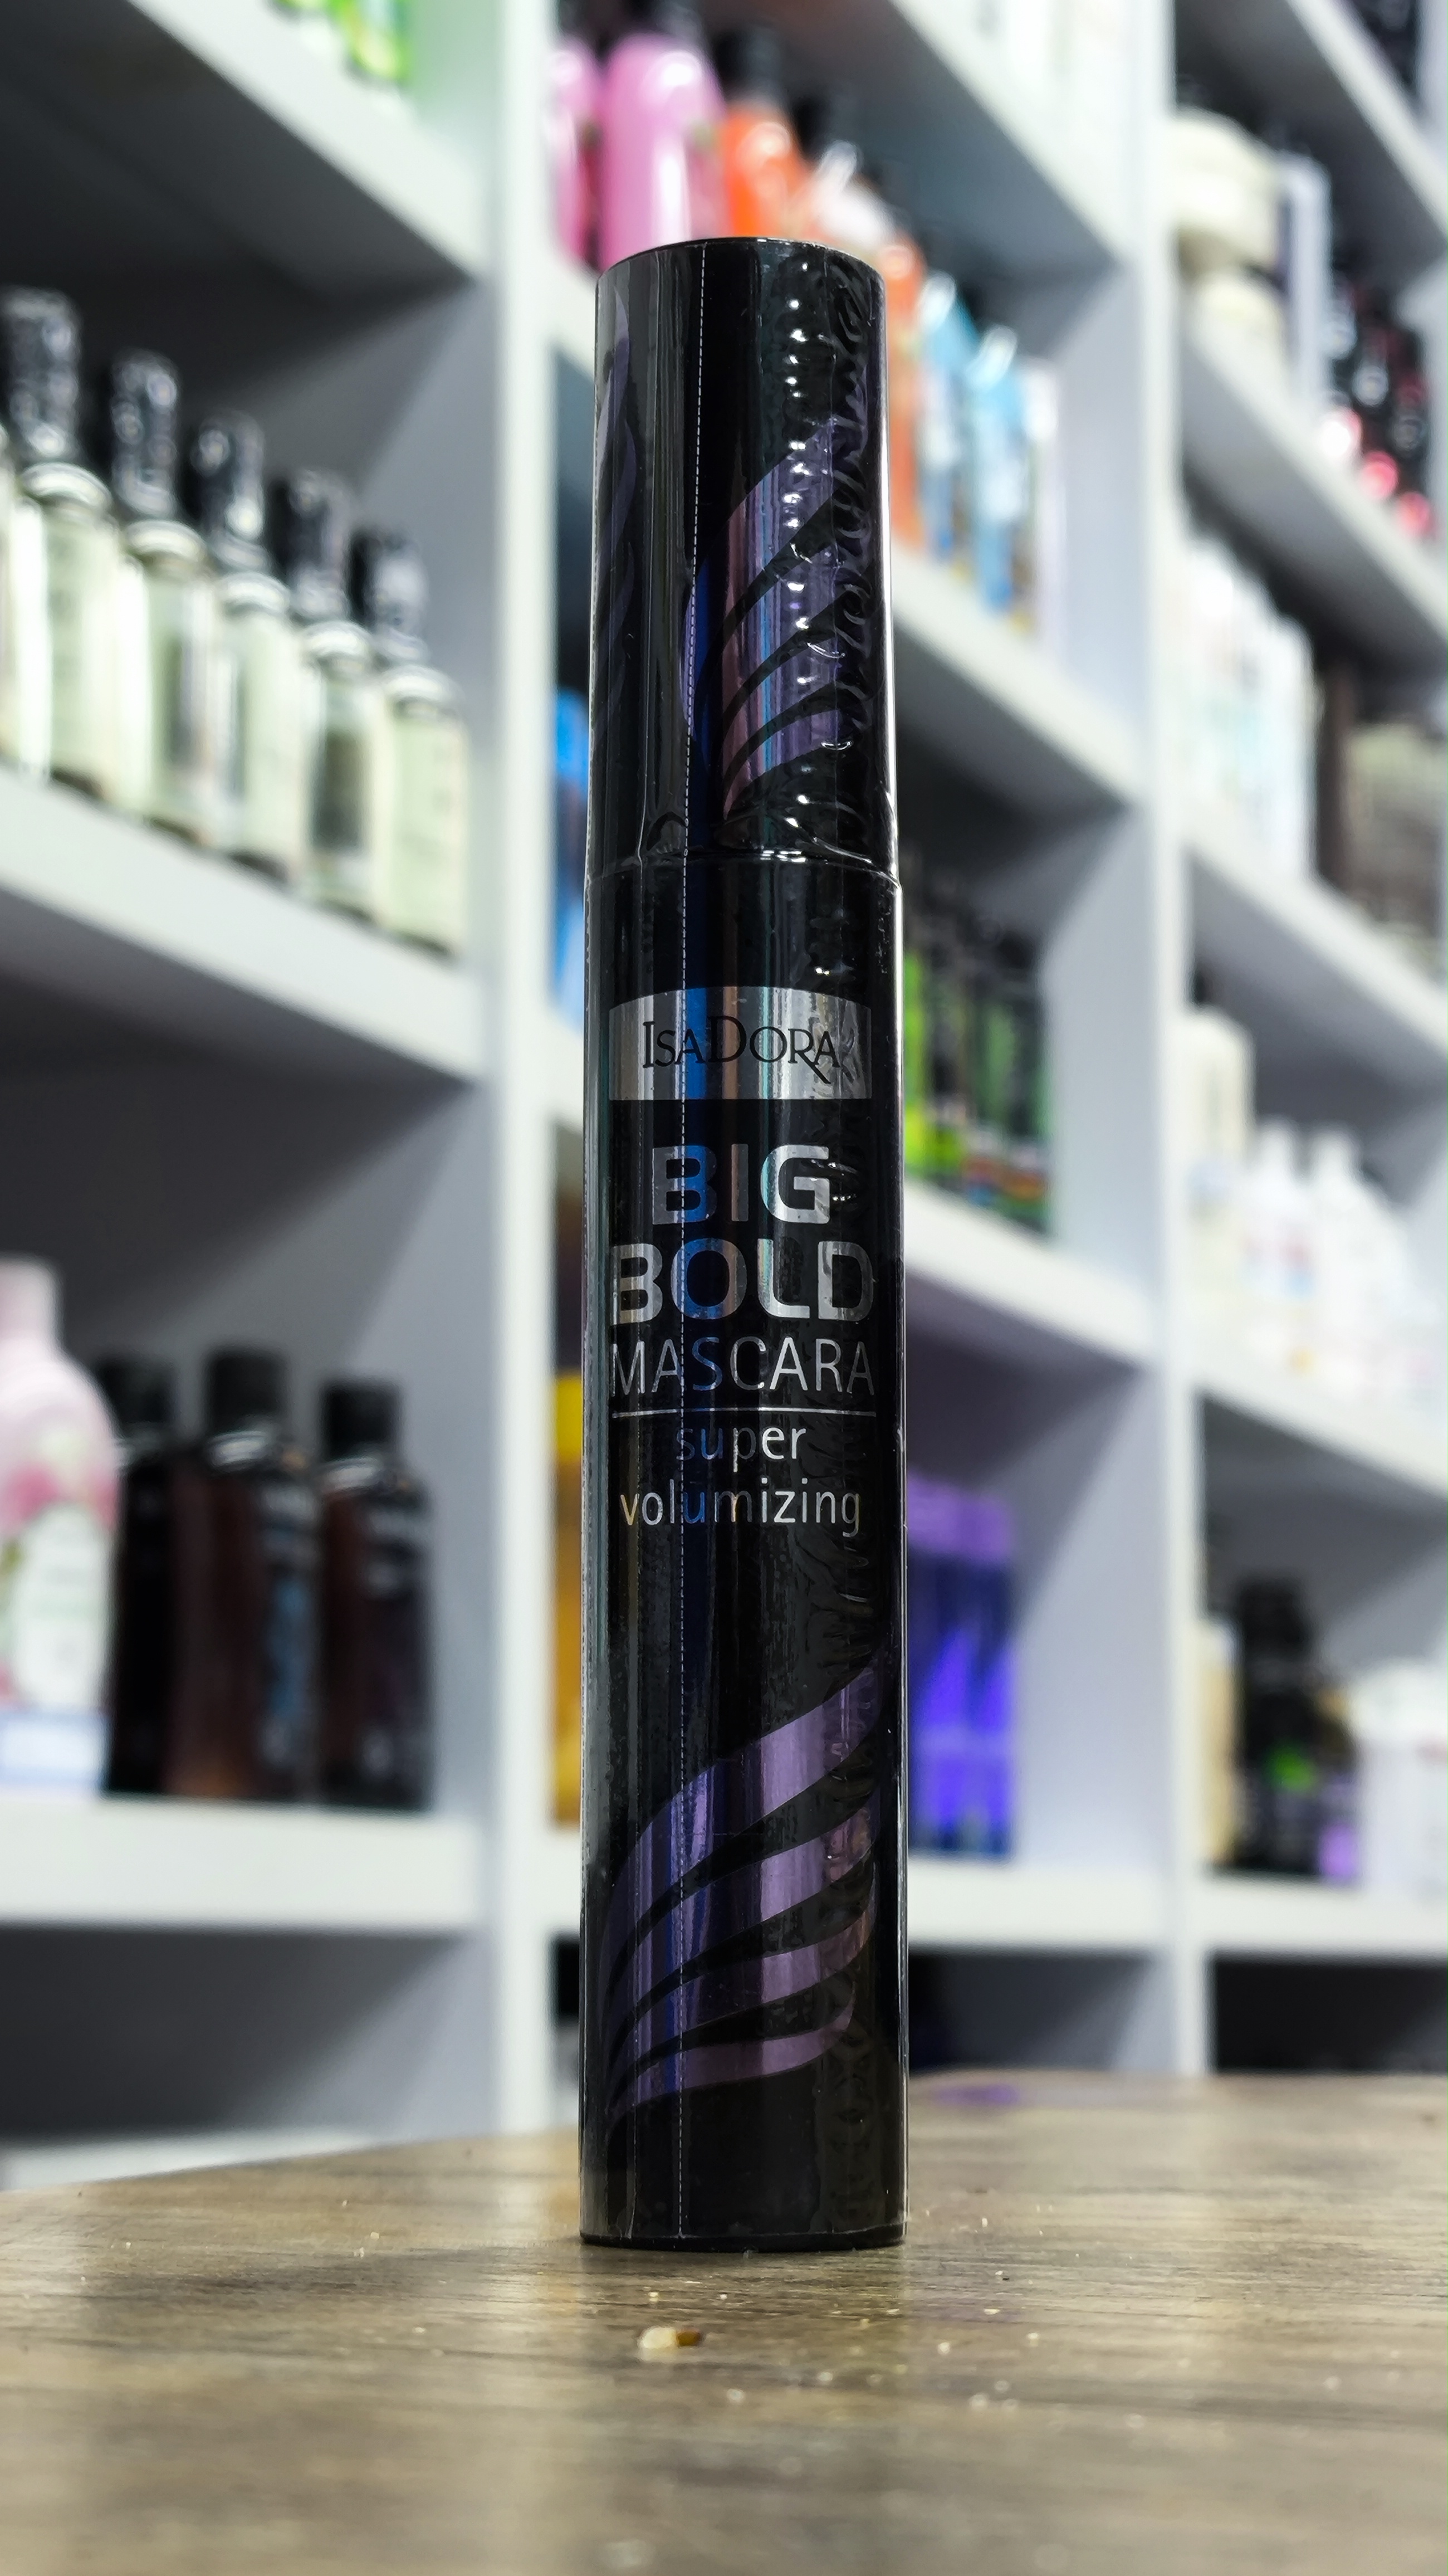 IsaDora
BIG
BOLD
MASCARA
super
volumizing